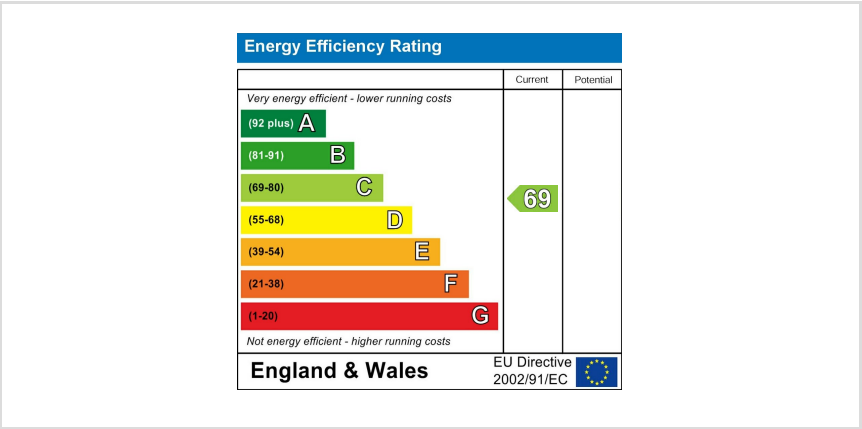 Energy Efficiency Rating
Current Potential
Very energy efficient - lower running costs
(92 plus) A
(81-91) B
(69-80) C
69
(55-68) D
(39-54) E
(21-38) F
(1-20) G
Not energy efficient - higher running costs
England & Wales
EU Directive
2002/91/EC